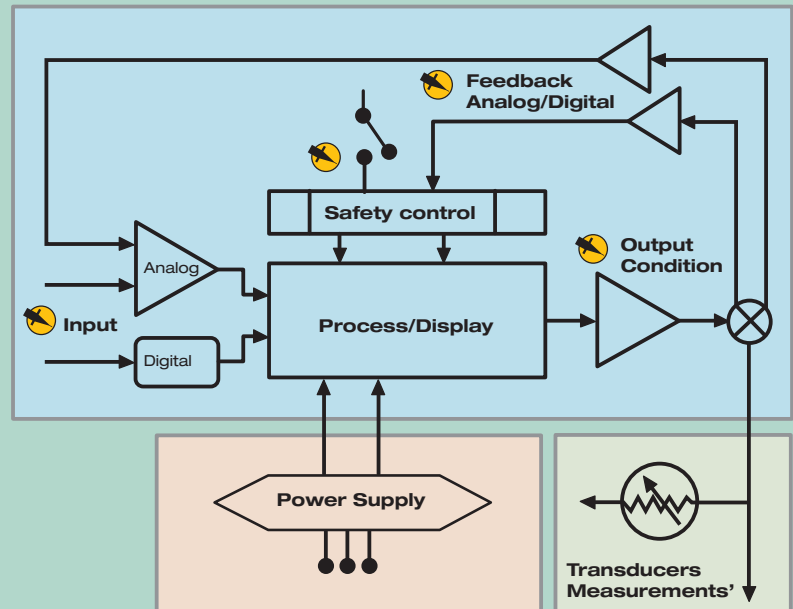 Feedback
Analog/Digital
Safety control
Output
Condition
Analog
Input
Process/Display
Digital
Power Supply
Transducers
Measurements'